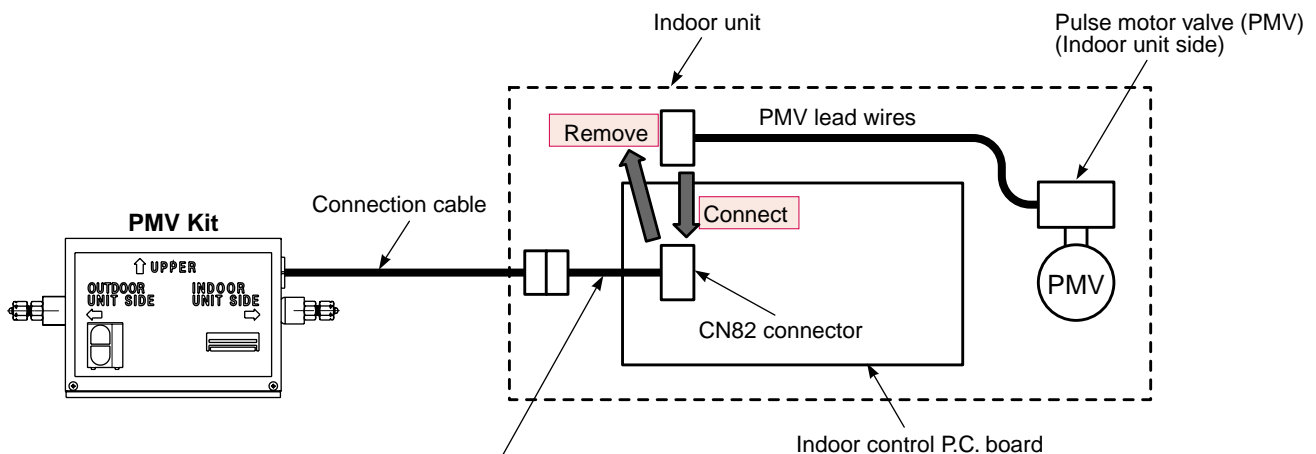 Indoor unit
Pulse motor valve (PMV)
(Indoor unit side)
Remove
PMV lead wires
Connection cable
Connect
PMV Kit
UPPER
OUTDOOR
UNIT SIDE
INDOOR
UNIT SIDE
PMV
CN82 connector
Indoor control P.C. board